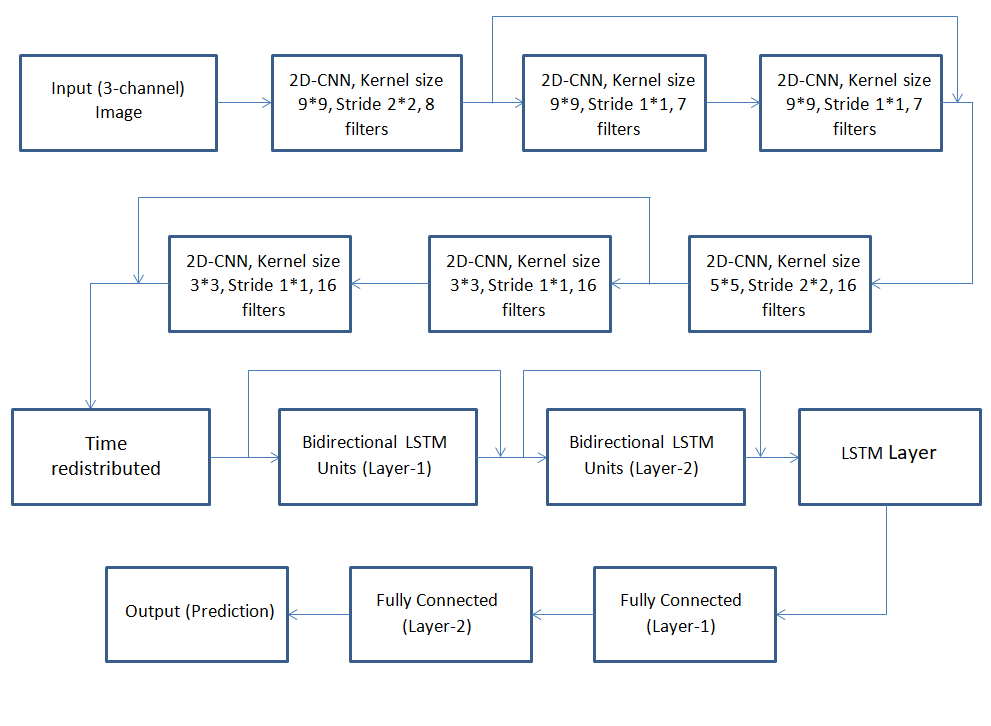 Input (3-channel)
Image
2D-CNN, Kernel size
9*9, Stride 2*2, 8
filters
2D-CNN, Kernel size
9*9, Stride 1*1, 7
filters
2D-CNN, Kernel size
9*9, Stride 1*1, 7
filters
2D-CNN, Kernel size
5*5, Stride 2*2, 16
filters
2D-CNN, Kernel size
3*3, Stride 1*1, 16
filters
2D-CNN, Kernel size
3*3, Stride 1*1, 16
filters
Time
redistributed
Bidirectional LSTM
Units (Layer-1)
Bidirectional LSTM
Units (Layer-2)
LSTM Layer
Fully Connected
(Layer-1)
Fully Connected
(Layer-2)
Output (Prediction)